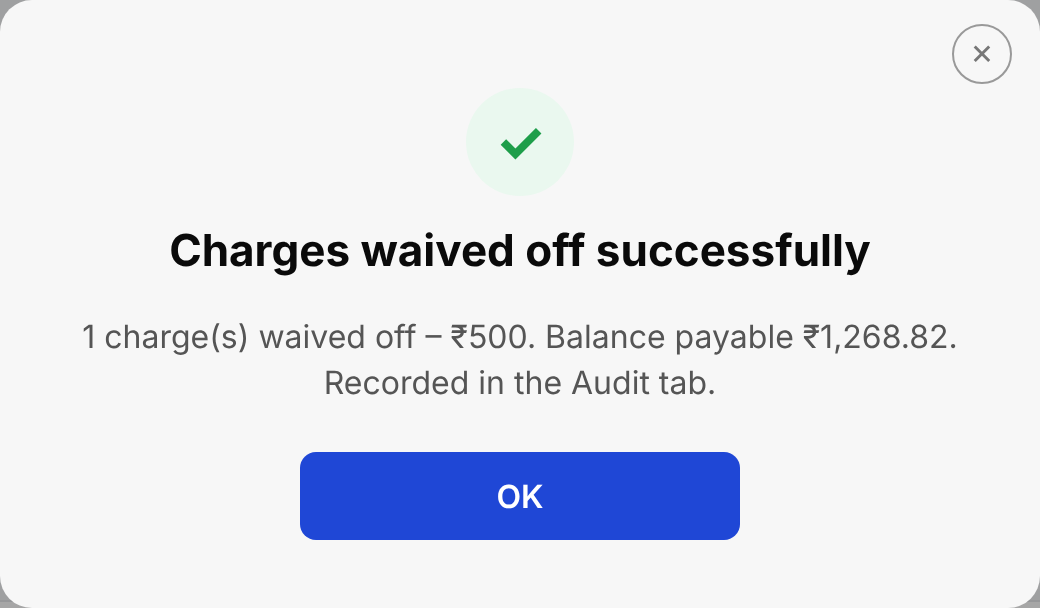 Charges waived off successfully
1 charge(s) waived off – ₹500. Balance payable ₹1,268.82.
Recorded in the Audit tab.
OK